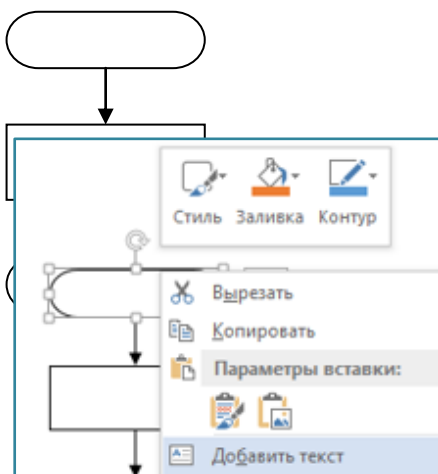 Стиль Заливка Контур
Вырезать
Копировать
Параметры вставки:
Добавить текст